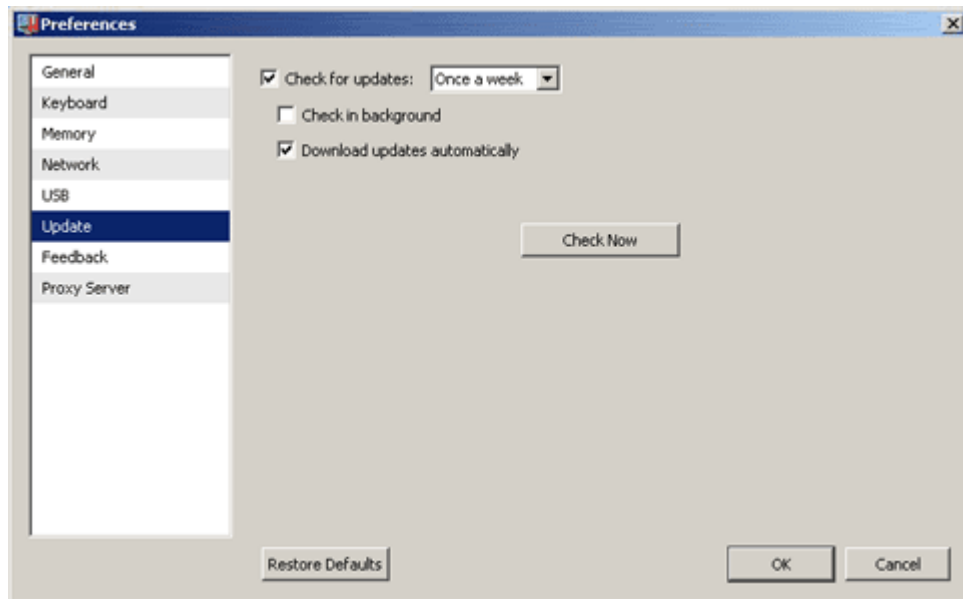 Preferences
General
Keyboard
Memory
Network
USB
Update
Feedback
Proxy Server
Check for updates: Once a week
Check in background
Download updates automatically
Check Now
Restore Defaults OK Cancel